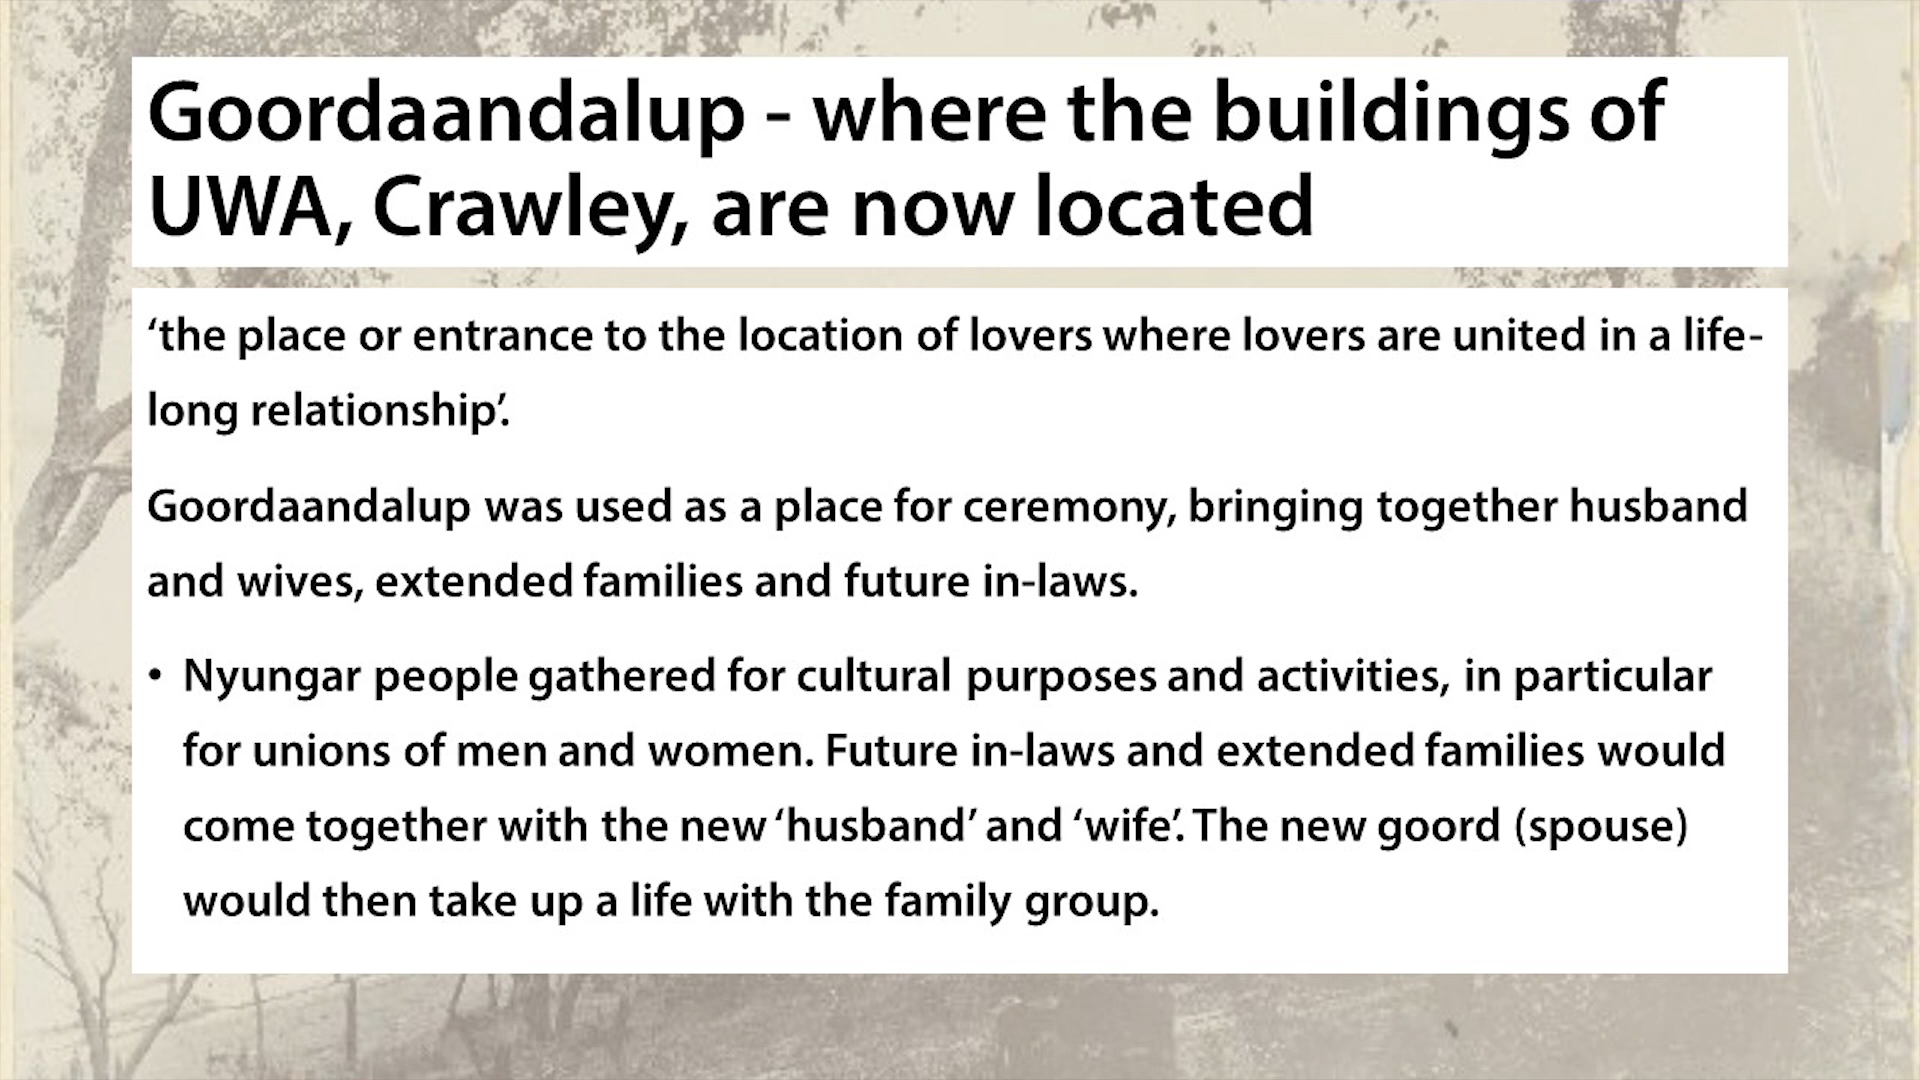 Goordaandalup - where the buildings of
UWA, Crawley, are now located
‘the place or entrance to the location of lovers where lovers are united in a life-
long relationship’.
Goordaandalup was used as a place for ceremony, bringing together husband
and wives, extended families and future in-laws.
• Nyungar people gathered for cultural purposes and activities, in particular
for unions of men and women. Future in-laws and extended families would
come together with the new ‘husband’ and ‘wife’. The new goord (spouse)
would then take up a life with the family group.